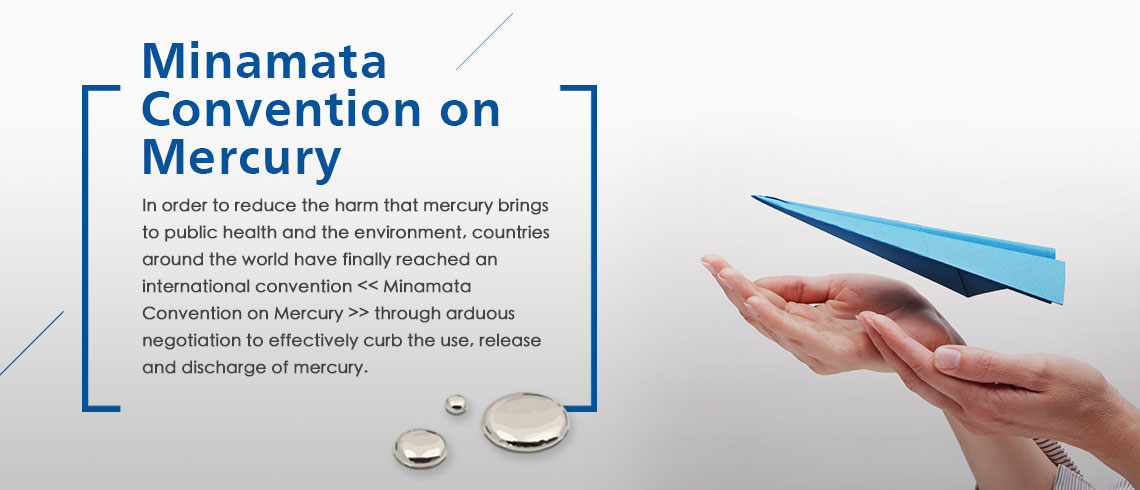 Minamata
Convention on
Mercury
In order to reduce the harm that mercury brings
to public health and the environment, countries
around the world have finally reached an
international convention << Minamata
Convention on Mercury >> through arduous
negotiation to effectively curb the use, release
and discharge of mercury.